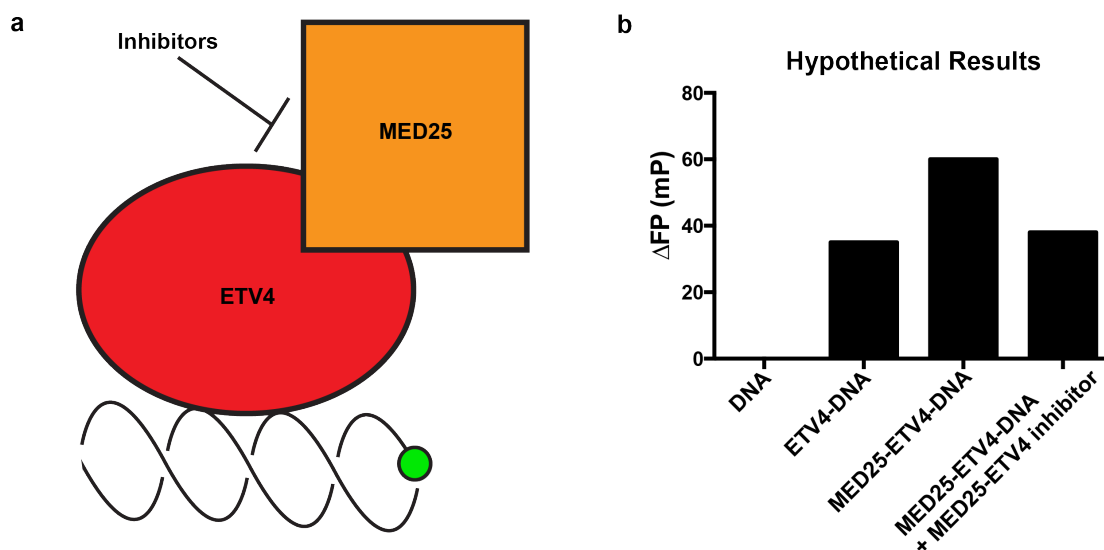 a
Inhibitors
MED25
ETV4
b
Hypothetical Results
ΔFP (mP)
80
60
40
20
0
DNA
ETV4-DNA
MED25-ETV4-DNA
MED25-ETV4-DNA
+ MED25-ETV4 inhibitor